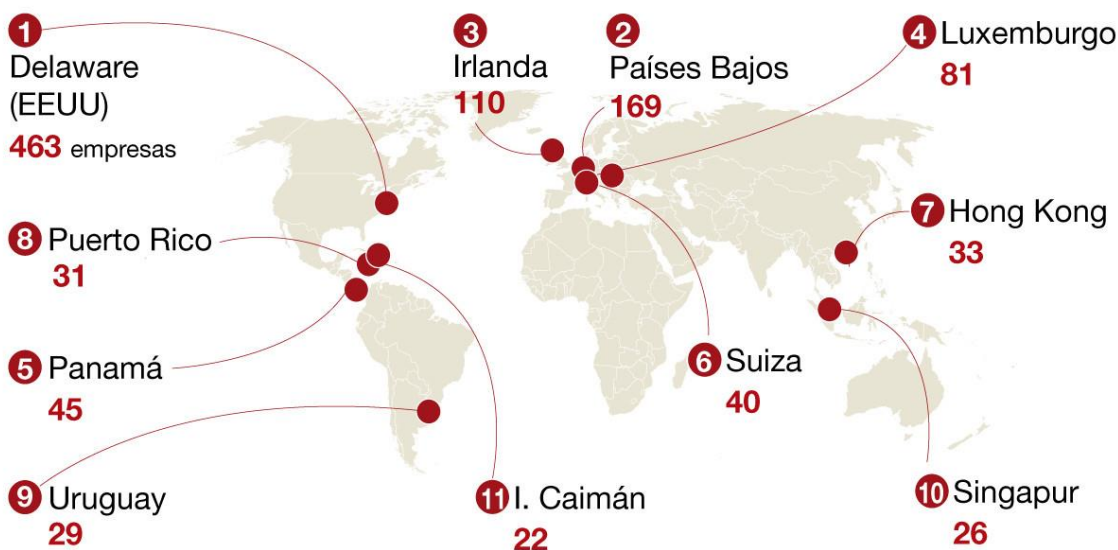 1
Delaware
(EEUU)
463 empresas
3
Irlanda
110
2
Países Bajos
169
4 Luxemburgo
81
8 Puerto Rico
31
7 Hong Kong
33
5 Panamá
45
6 Suiza
40
9 Uruguay
29
11 I. Caimán
22
10 Singapur
26